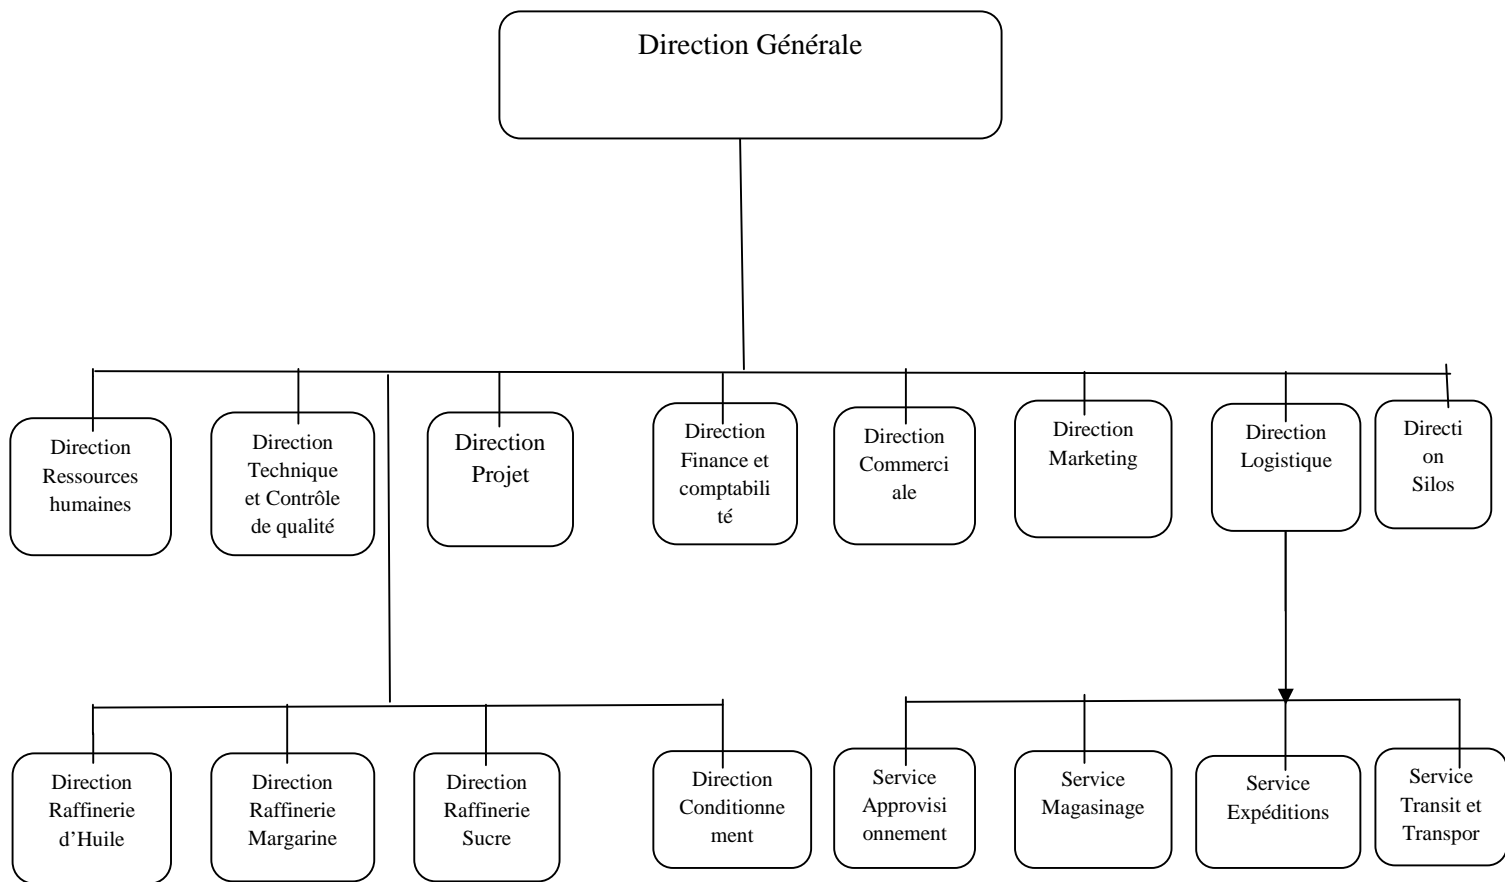 Direction Générale
Direction
Ressources
humaines
Direction
Technique
et Contrôle
de qualité
Direction
Projet
Direction
Finance et
comptabili
té
Direction
Commerci
ale
Direction
Marketing
Direction
Logistique
Directi
on
Silos
Direction
Raffinerie
d’Huile
Direction
Raffinerie
Margarine
Direction
Raffinerie
Sucre
Direction
Conditionne
ment
Service
Approvisi
onnement
Service
Magasinage
Service
Expéditions
Service
Transit et
Transpor